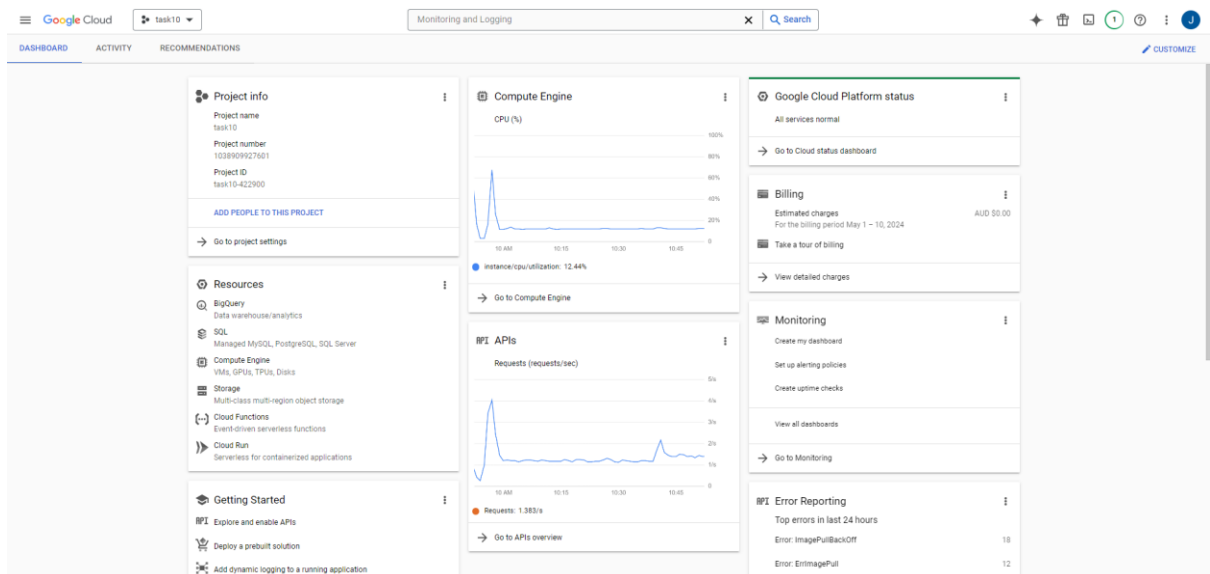 Google Cloud
task10
Monitoring and Logging
Search
1
J
DASHBOARD
ACTIVITY
RECOMMENDATIONS
CUSTOMIZE
Project info
Project name
task10
Project number
1038909927601
Project ID
task10-422900
ADD PEOPLE TO THIS PROJECT
Go to project settings
Resources
BigQuery
Data warehouse/analytics
SQL
Managed MySQL, PostgreSQL, SQL Server
Compute Engine
VMs, GPUs, TPUs, Disks
Storage
Multi-class multi-region object storage
Cloud Functions
Event-driven serverless functions
Cloud Run
Serverless for containerized applications
Getting Started
API Explore and enable APIs
Deploy a prebuilt solution
Add dynamic logging to a running application
Compute Engine
CPU (%)
100%
80%
60%
40%
20%
0
10 AM 10:15 10:30 10:45
instance/cpu/utilization: 12.44%
Go to Compute Engine
API APIs
Requests (requests/sec)
5/s
4/s
3/s
2/s
1/s
0
10 AM 10:15 10:30 10:45
Requests: 1.383/s
Go to APIs overview
Google Cloud Platform status
All services normal
Go to Cloud status dashboard
Billing
Estimated charges AUD $0.00
For the billing period May 1 – 10, 2024
Take a tour of billing
View detailed charges
Monitoring
Create my dashboard
Set up alerting policies
Create uptime checks
View all dashboards
Go to Monitoring
API Error Reporting
Top errors in last 24 hours
Error: ImagePullBackOff 18
Error: ErrImagePull 12